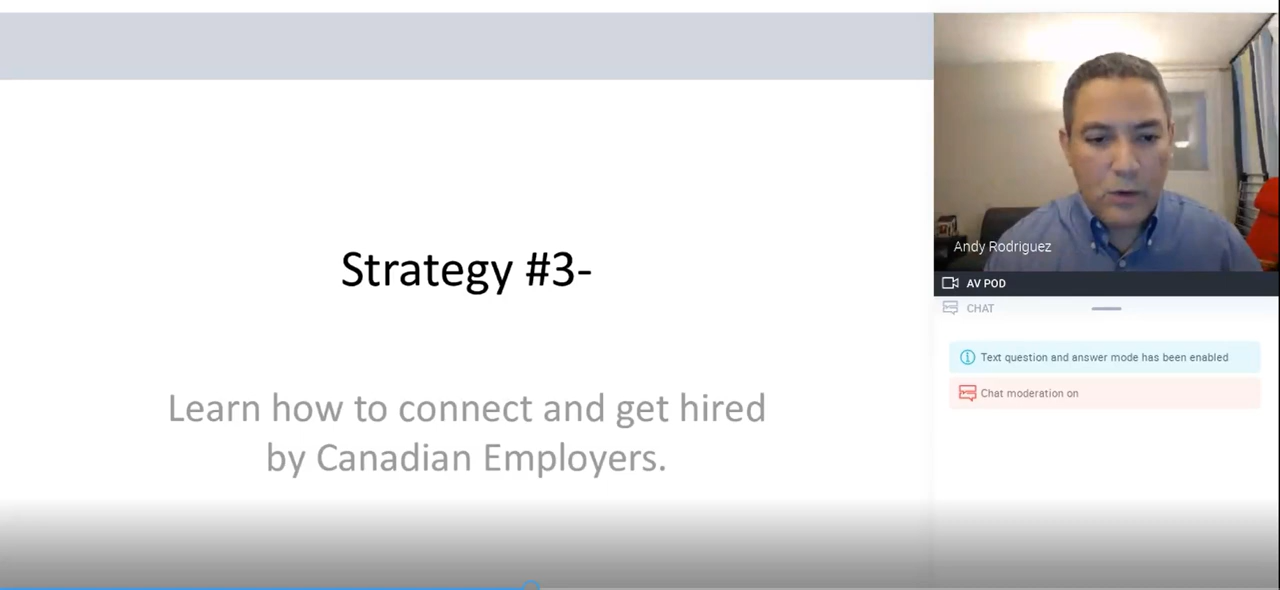 Strategy #3-
Learn how to connect and get hired
by Canadian Employers.
Andy Rodriguez
AV POD
CHAT
Text question and answer mode has been enabled
Chat moderation on